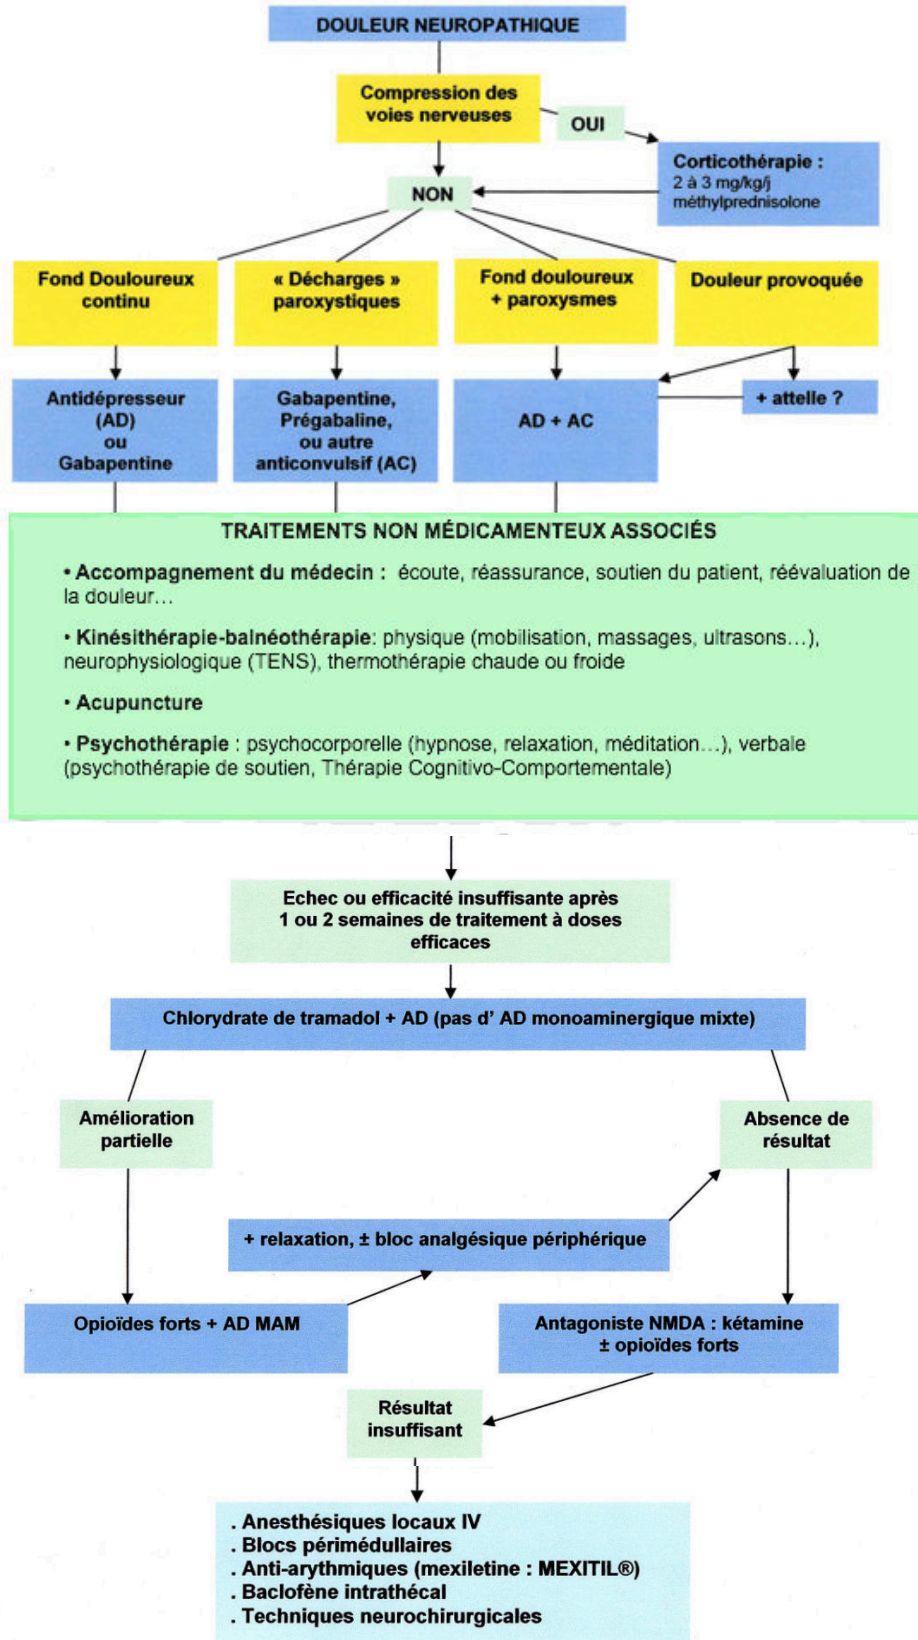 DOULEUR NEUROPATHIQUE
Compression des
voies nerveuses
OUI
Corticothérapie :
2 à 3 mg/kg/j
méthylprednisolone
NON
Fond Douloureux
continu
« Décharges »
paroxystiques
Fond douloureux
+ paroxysmes
Douleur provoquée
Antidépresseur
(AD)
ou
Gabapentine
Gabapentine,
Prégabaline,
ou autre
anticonvulsif (AC)
AD + AC
+ attelle ?
TRAITEMENTS NON MÉDICAMENTEUX ASSOCIÉS
• Accompagnement du médecin : écoute, réassurance, soutien du patient, réévaluation de
la douleur…
• Kinésithérapie-balnéothérapie: physique (mobilisation, massages, ultrasons…),
neurophysiologique (TENS), thermothérapie chaude ou froide
• Acupuncture
• Psychothérapie : psychocorporelle (hypnose, relaxation, méditation…), verbale
(psychothérapie de soutien, Thérapie Cognitivo-Comportementale)
Echec ou efficacité insuffisante après
1 ou 2 semaines de traitement à doses
efficaces
Chlorydrate de tramadol + AD (pas d’ AD monoaminergique mixte)
Amélioration
partielle
Absence de
résultat
+ relaxation, ± bloc analgésique périphérique
Opioïdes forts + AD MAM
Antagoniste NMDA : kétamine
± opioïdes forts
Résultat
insuffisant
. Anesthésiques locaux IV
. Blocs périmédullaires
. Anti-arythmiques (mexiletine : MEXITIL®)
. Baclofène intrathécal
. Techniques neurochirurgicales